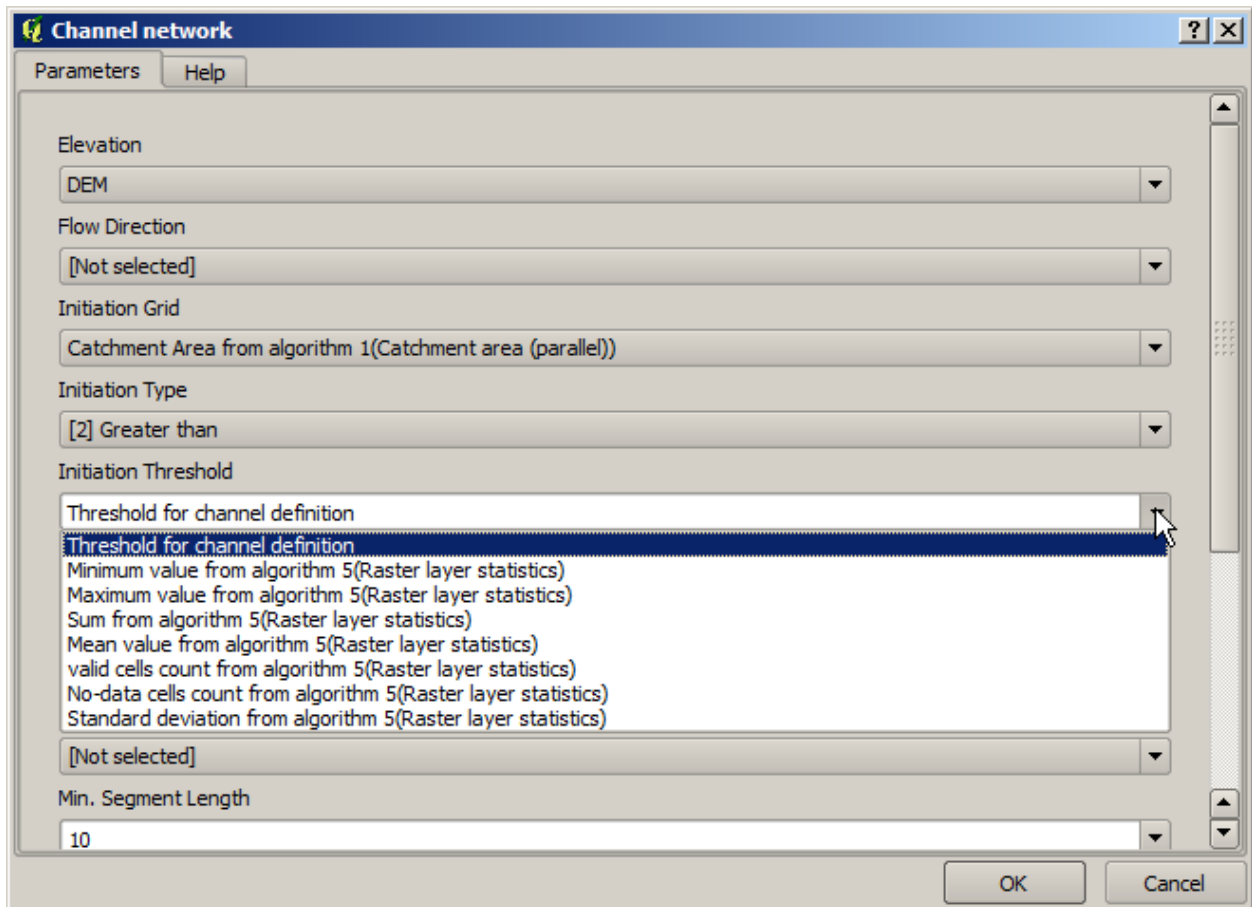 Channel network
Parameters
Help
Elevation
DEM
Flow Direction
[Not selected]
Initiation Grid
Catchment Area from algorithm 1(Catchment area (parallel))
Initiation Type
[2] Greater than
Initiation Threshold
Threshold for channel definition
Threshold for channel definition
Minimum value from algorithm 5(Raster layer statistics)
Maximum value from algorithm 5(Raster layer statistics)
Sum from algorithm 5(Raster layer statistics)
Mean value from algorithm 5(Raster layer statistics)
valid cells count from algorithm 5(Raster layer statistics)
No-data cells count from algorithm 5(Raster layer statistics)
Standard deviation from algorithm 5(Raster layer statistics)
[Not selected]
Min. Segment Length
10
OK
Cancel